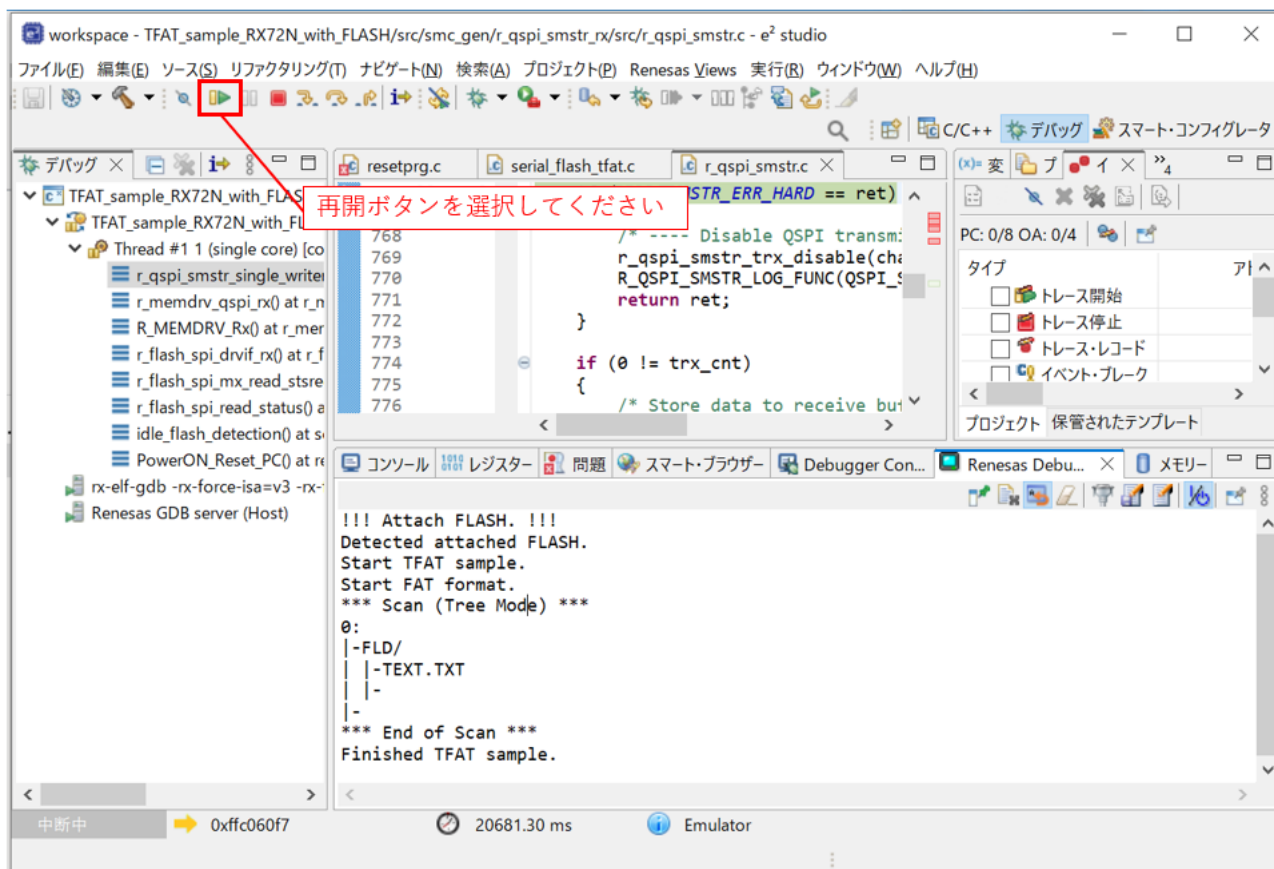 workspace - TFAT_sample_RX72N_with_FLASH/src/smc_gen/r_qspi_smstr_rx/src/r_qspi_smstr.c - e² studio
ファイル(F) 編集(E) ソース(S) リファクタリング(T) ナビゲート(N) 検索(A) プロジェクト(P) Renesas Views 実行(R) ウィンドウ(W) ヘルプ(H)
C/C++ デバッグ スマート・コンフィグレータ
デバッグ
resetprg.c serial_flash_tfat.c r_qspi_smstr.c
変 プ イ 4
TFAT_sample_RX72N_with_FLAS
TFAT_sample_RX72N_with_FL
Thread #1 1 (single core) [co
r_qspi_smstr_single_writer
r_memdrv_qspi_rx() at r_m
R_MEMDRV_Rx() at r_mer
r_flash_spi_drvif_rx() at r_f
r_flash_spi_mx_read_stsre
r_flash_spi_read_status() a
idle_flash_detection() at se
PowerON_Reset_PC() at re
rx-elf-gdb -rx-force-isa=v3 -rx-
Renesas GDB server (Host)
再開ボタンを選択してください
STR_ERR_HARD == ret)
768 /* ---- Disable QSPI transmi
769 r_qspi_smstr_trx_disable(cha
770 R_QSPI_SMSTR_LOG_FUNC(QSPI_S
771 return ret;
772 }
773
774 if (0 != trx_cnt)
775 {
776 /* Store data to receive buf
PC: 0/8 OA: 0/4
タイプ
トレース開始
トレース停止
トレース・レコード
イベント・ブレーク
プロジェクト 保管されたテンプレート
コンソール レジスター 問題 スマート・ブラウザー Debugger Con... Renesas Debu... メモリー
!!! Attach FLASH. !!!
Detected attached FLASH.
Start TFAT sample.
Start FAT format.
*** Scan (Tree Mode) ***
0:
|-FLD/
| |-TEXT.TXT
| |-
|-
*** End of Scan ***
Finished TFAT sample.
中断中 0xffc060f7 20681.30 ms Emulator